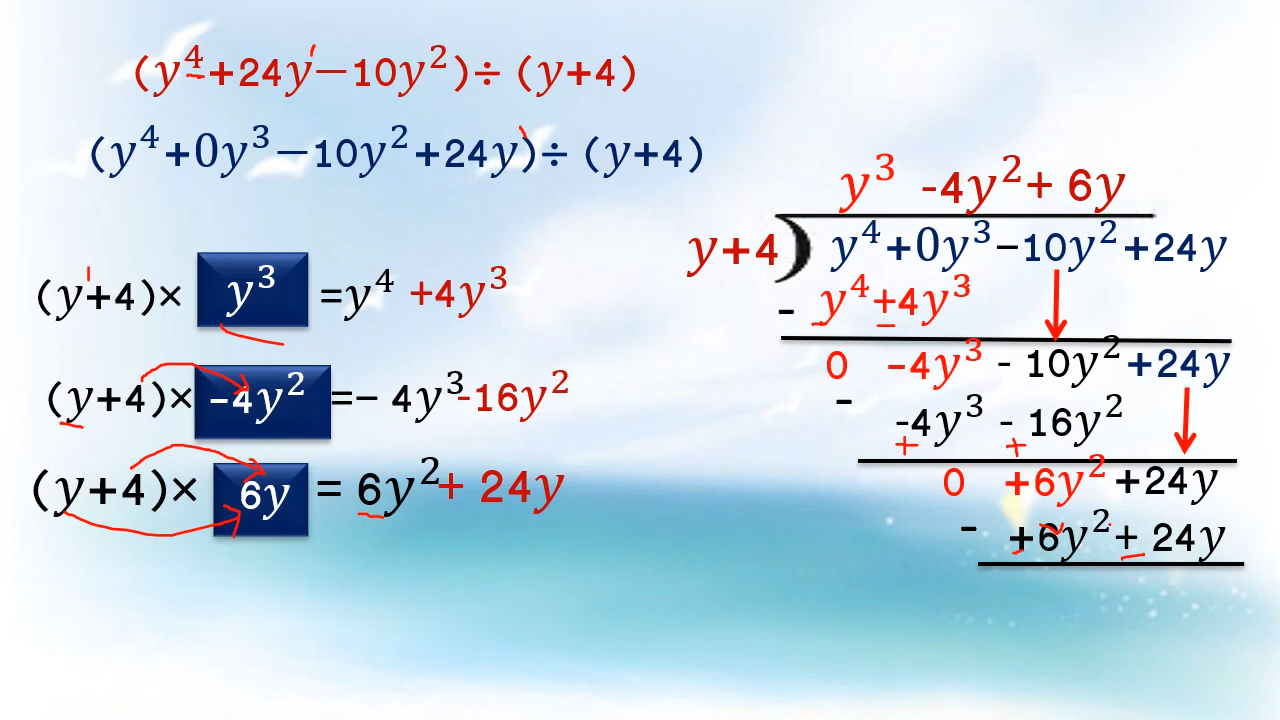 (y⁴+24y−10y²)÷ (y+4)
(y⁴+0y³−10y²+24y)÷ (y+4)
(y+4)× y³ =y⁴ +4y³
(y+4)× −4y² =− 4y³-16y²
(y+4)× 6y = 6y²+ 24y
y³ -4y²+ 6y
y+4) y⁴+0y³−10y²+24y
- y⁴+4y³
0 −4y³ - 10y²+24y
- -4y³ - 16y²
0 +6y² +24y
- +6y²+ 24y